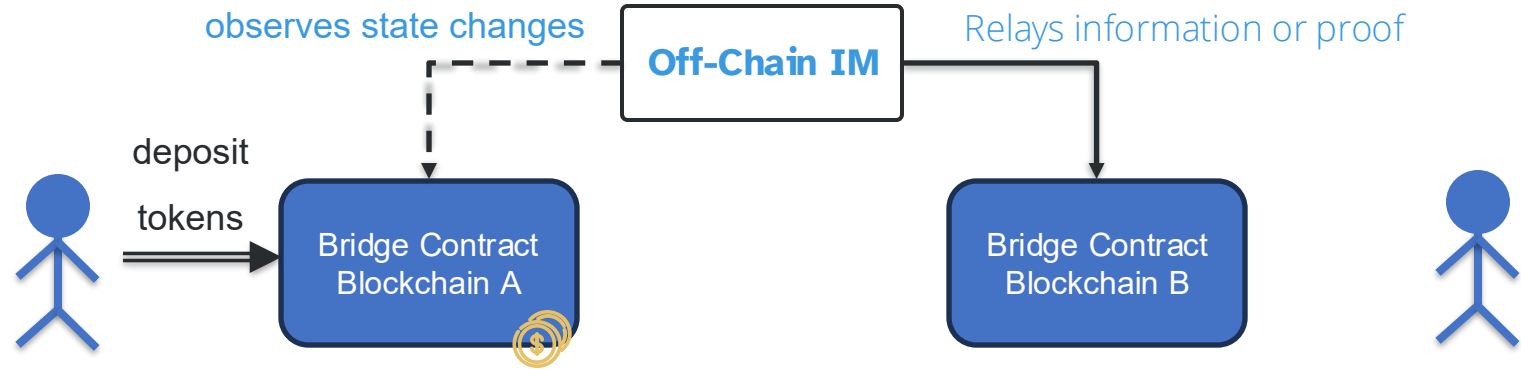 observes state changes
Off-Chain IM
Relays information or proof
deposit
tokens
Bridge Contract
Blockchain A
$
Bridge Contract
Blockchain B